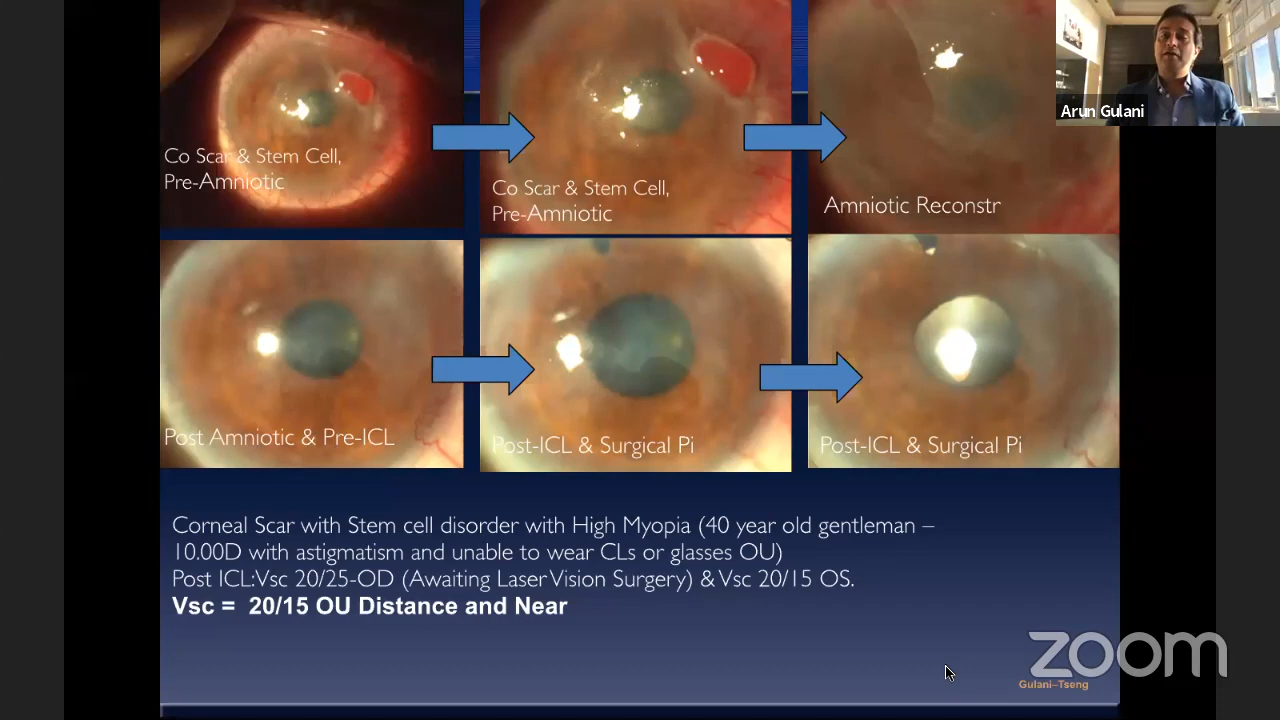 Arun Gulani
Co Scar & Stem Cell,
Pre-Amniotic
Co Scar & Stem Cell,
Pre-Amniotic
Amniotic Reconstr
Post Amniotic & Pre-ICL
Post-ICL & Surgical Pi
Post-ICL & Surgical Pi
Corneal Scar with Stem cell disorder with High Myopia (40 year old gentleman –
10.00D with astigmatism and unable to wear CLs or glasses OU)
Post ICL:Vsc 20/25-OD (Awaiting Laser Vision Surgery) & Vsc 20/15 OS.
Vsc = 20/15 OU Distance and Near
zoom
Gulani–Tseng